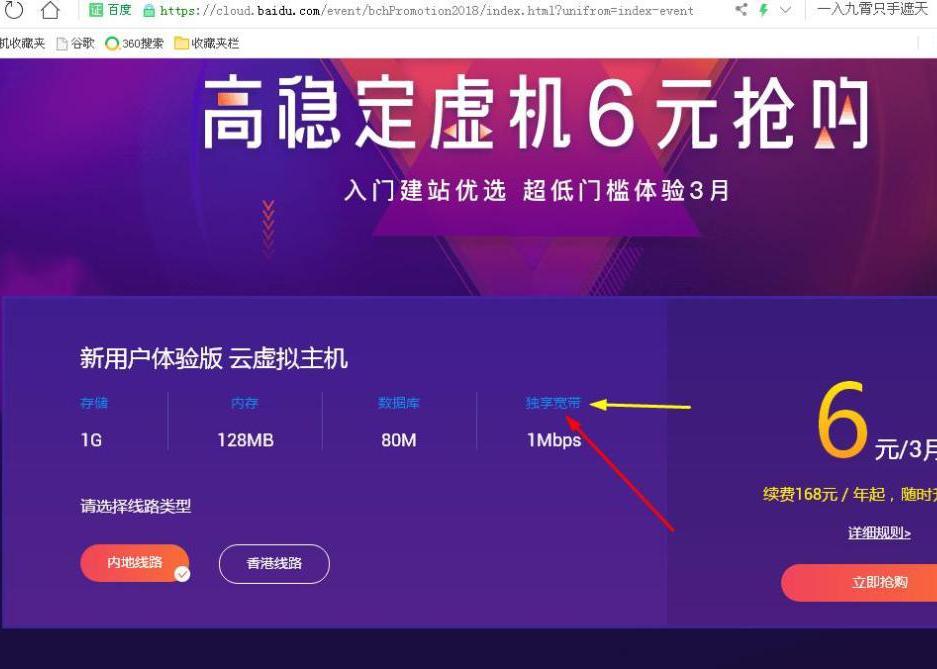 百度 https://cloud.baidu.com/event/bchPromotion2018/index.html?unifrom=index-event 一入九霄只手遮天
机收藏夹 谷歌 360搜索 收藏夹栏
高稳定虚机6元抢购
入门建站优选 超低门槛体验3月
新用户体验版 云虚拟主机
存储 内存 数据库 独享宽带
1G 128MB 80M 1Mbps
6元/3月
续费168元 / 年起，随时
请选择线路类型
详细规则>
内地线路 香港线路
立即抢购